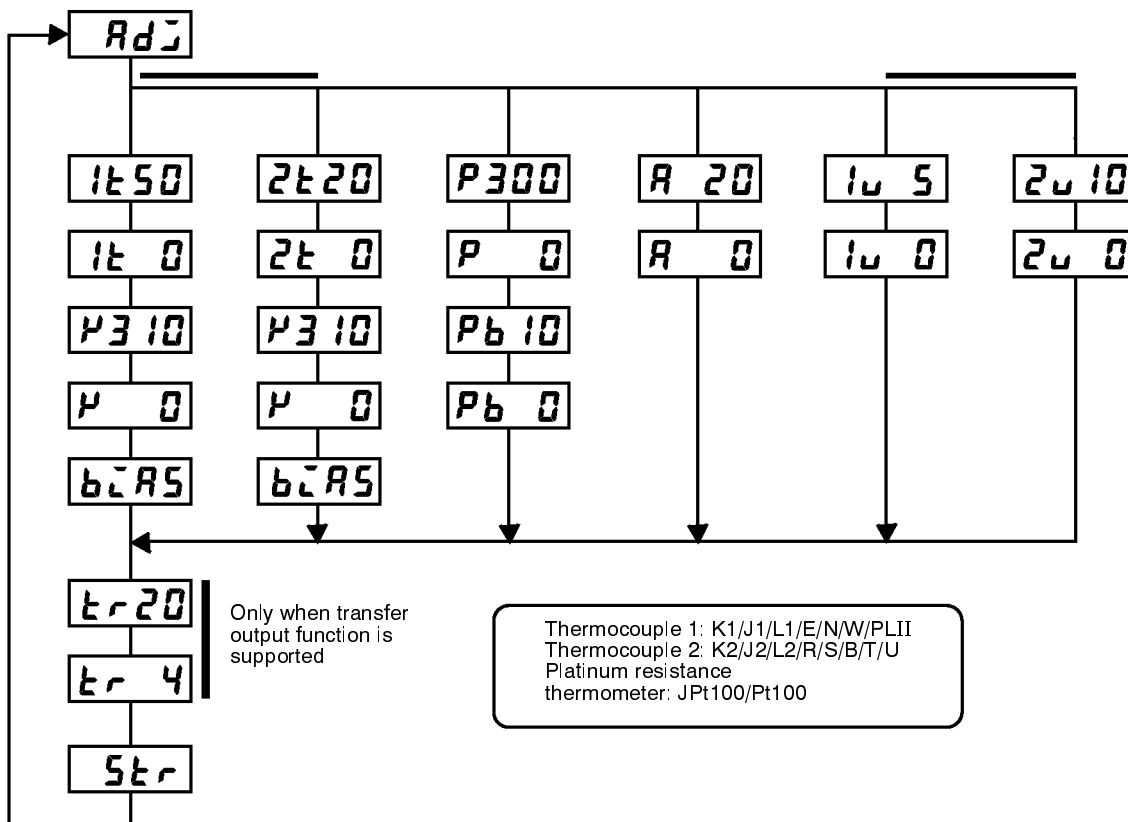 Adj
1t50
2t20
P300
A 20
1u 5
2u10
1t 0
2t 0
P 0
A 0
1u 0
2u 0
Y310
Y310
Pb10
Y 0
Y 0
Pb 0
biAS
biAS
tr20
tr 4
Only when transfer
output function is
supported
Thermocouple 1: K1/J1/L1/E/N/W/PLII
Thermocouple 2: K2/J2/L2/R/S/B/T/U
Platinum resistance
thermometer: JPt100/Pt100
Str